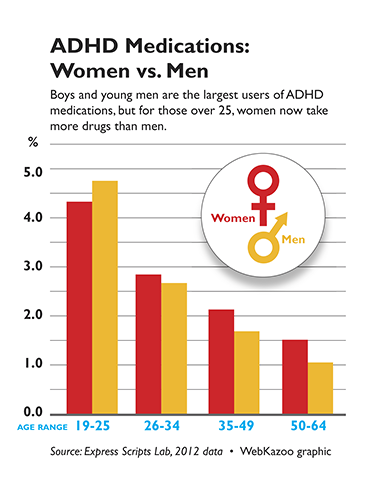 ADHD Medications:
Women vs. Men
Boys and young men are the largest users of ADHD
medications, but for those over 25, women now take
more drugs than men.
%
5.0
4.0
3.0
2.0
1.0
0.0
Women
Men
AGE RANGE 19-25 26-34 35-49 50-64
Source: Express Scripts Lab, 2012 data • WebKazoo graphic